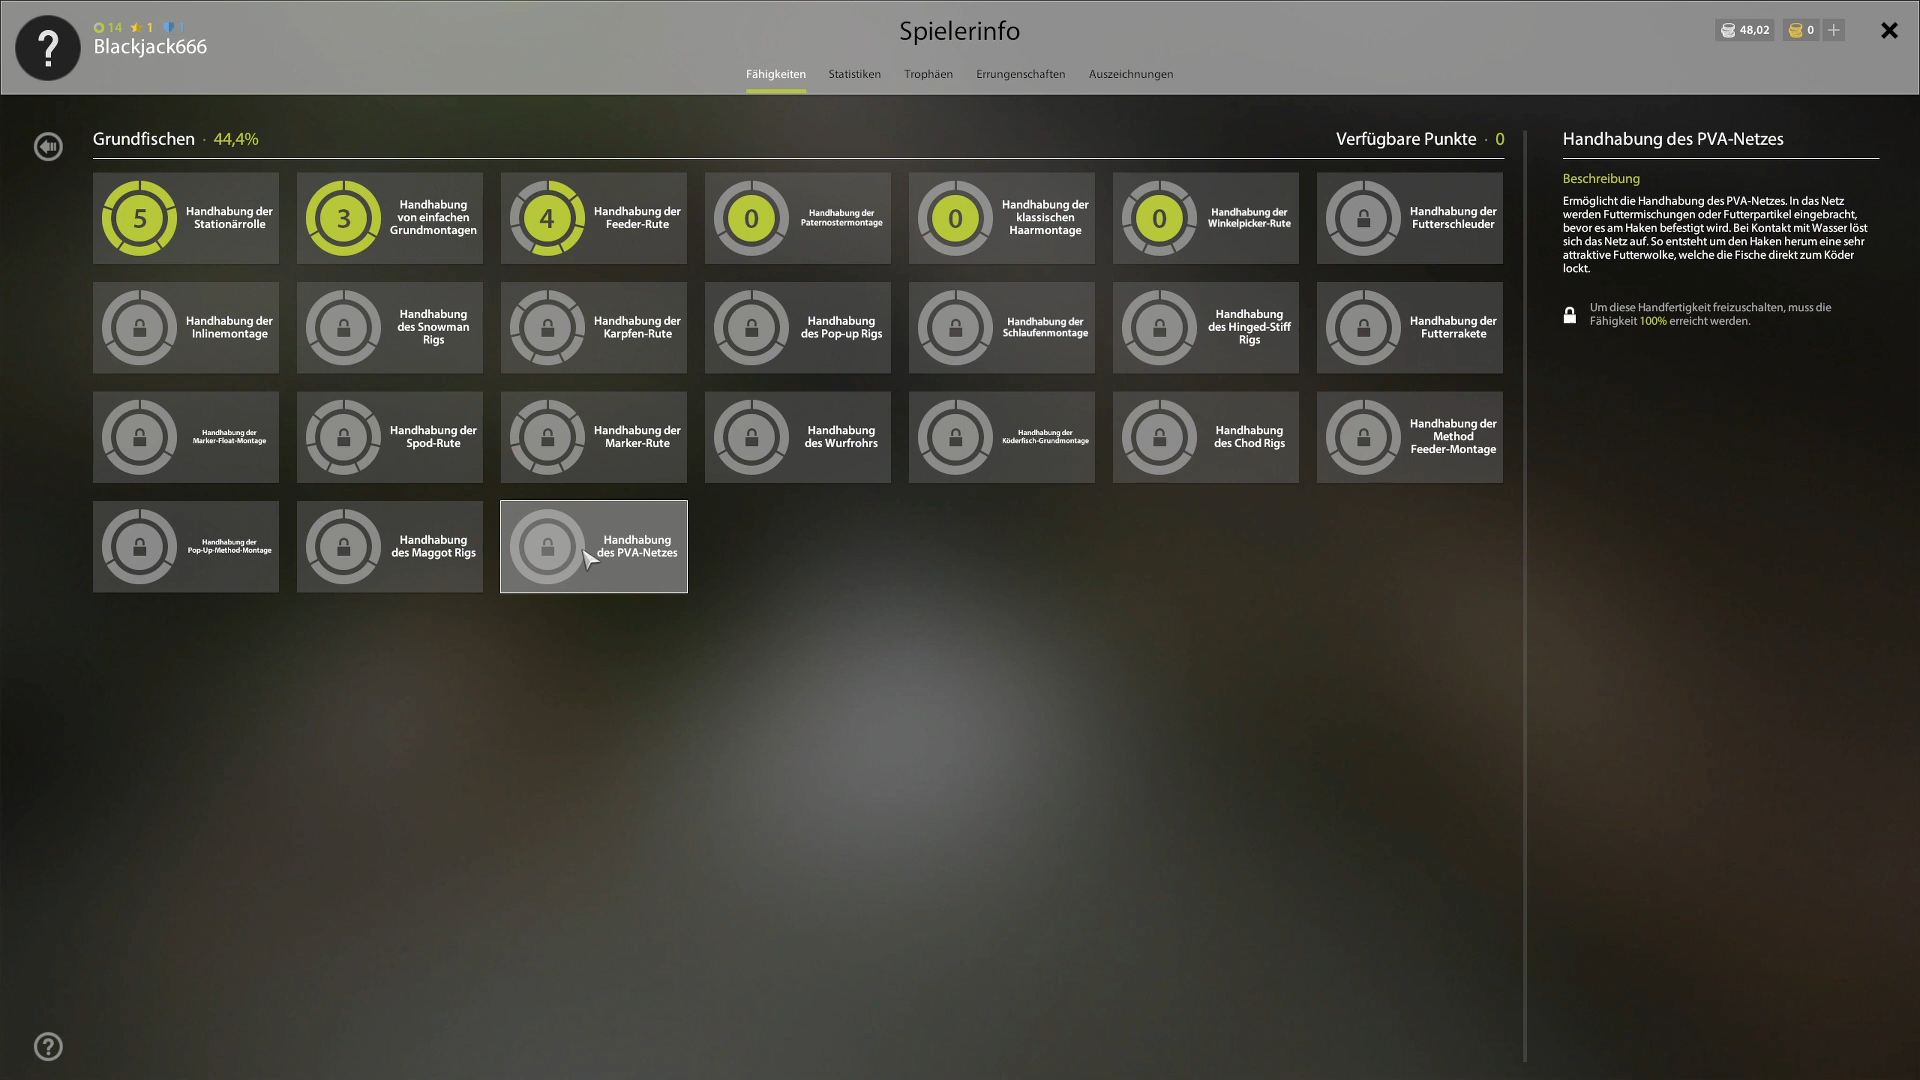 14 1 1
Blackjack666
Spielerinfo
48,02 0
Fähigkeiten Statistiken Trophäen Errungenschaften Auszeichnungen
Grundfischen · 44,4%
Verfügbare Punkte · 0
5 Handhabung der
Stationärrolle
3 Handhabung
von einfachen
Grundmontagen
4 Handhabung der
Feeder-Rute
0 Handhabung der
Paternostermontage
0 Handhabung der
klassischen
Haarmontage
0 Handhabung der
Winkelpicker-Rute
Handhabung der
Futterschleuder
Handhabung der
Inlinemontage
Handhabung
des Snowman
Rigs
Handhabung der
Karpfen-Rute
Handhabung
des Pop-up Rigs
Handhabung der
Schlaufenmontage
Handhabung
des Hinged-Stiff
Rigs
Handhabung der
Futterrakete
Handhabung der
Marker-Float-Montage
Handhabung der
Spod-Rute
Handhabung der
Marker-Rute
Handhabung
des Wurfrohrs
Handhabung der
Köderfisch-Grundmontage
Handhabung
des Chod Rigs
Handhabung der
Method
Feeder-Montage
Handhabung der
Pop-Up-Method-Montage
Handhabung
des Maggot Rigs
Handhabung
des PVA-Netzes
Handhabung des PVA-Netzes
Beschreibung
Ermöglicht die Handhabung des PVA-Netzes. In das Netz
werden Futtermischungen oder Futterpartikel eingebracht,
bevor es am Haken befestigt wird. Bei Kontakt mit Wasser löst
sich das Netz auf. So entsteht um den Haken herum eine sehr
attraktive Futterwolke, welche die Fische direkt zum Köder
lockt.
Um diese Handfertigkeit freizuschalten, muss die
Fähigkeit 100% erreicht werden.